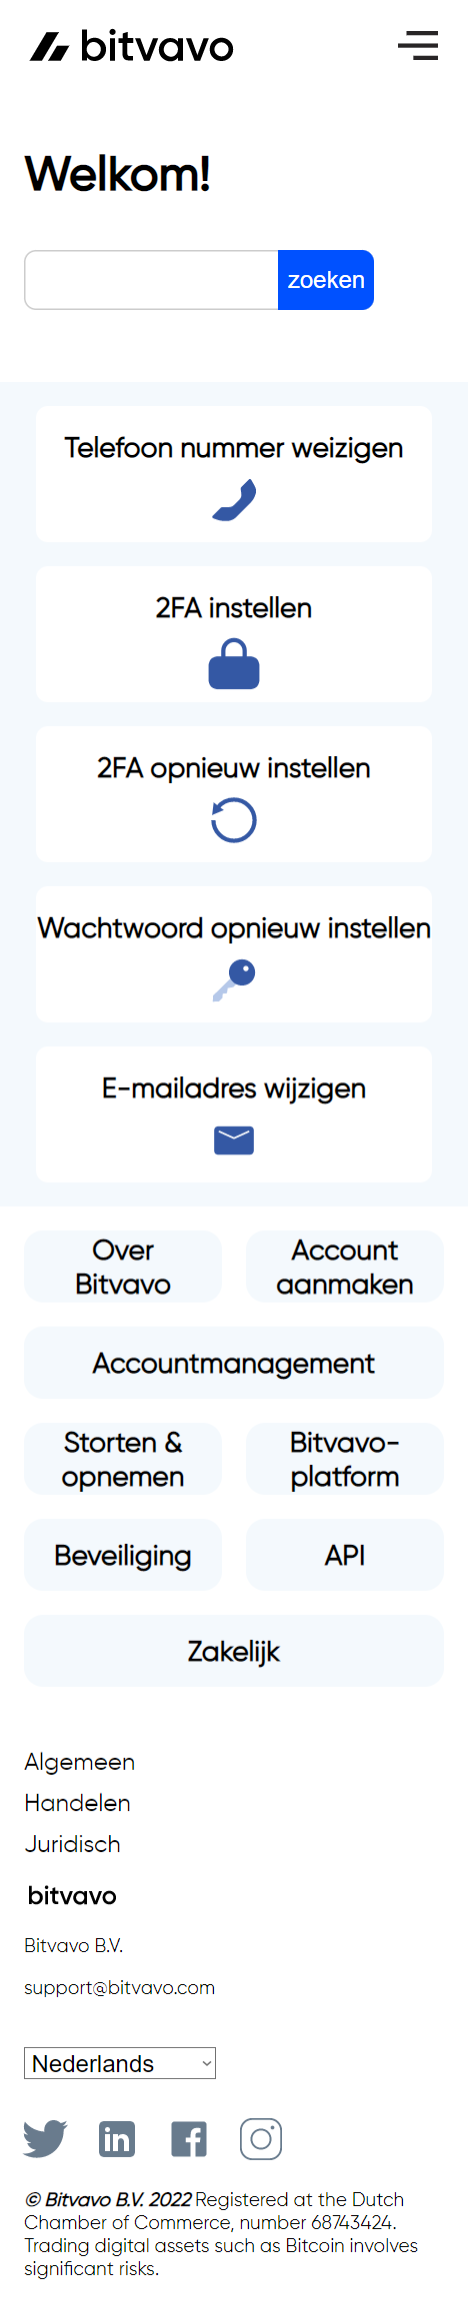 bitvavo
Welkom!
zoeken
Telefoon nummer weizigen
2FA instellen
2FA opnieuw instellen
Wachtwoord opnieuw instellen
E-mailadres wijzigen
Over
Bitvavo
Account
aanmaken
Accountmanagement
Storten &
opnemen
Bitvavo-
platform
Beveiliging
API
Zakelijk
Algemeen
Handelen
Juridisch
bitvavo
Bitvavo B.V.
support@bitvavo.com
Nederlands
© Bitvavo B.V. 2022 Registered at the Dutch
Chamber of Commerce, number 68743424.
Trading digital assets such as Bitcoin involves
significant risks.